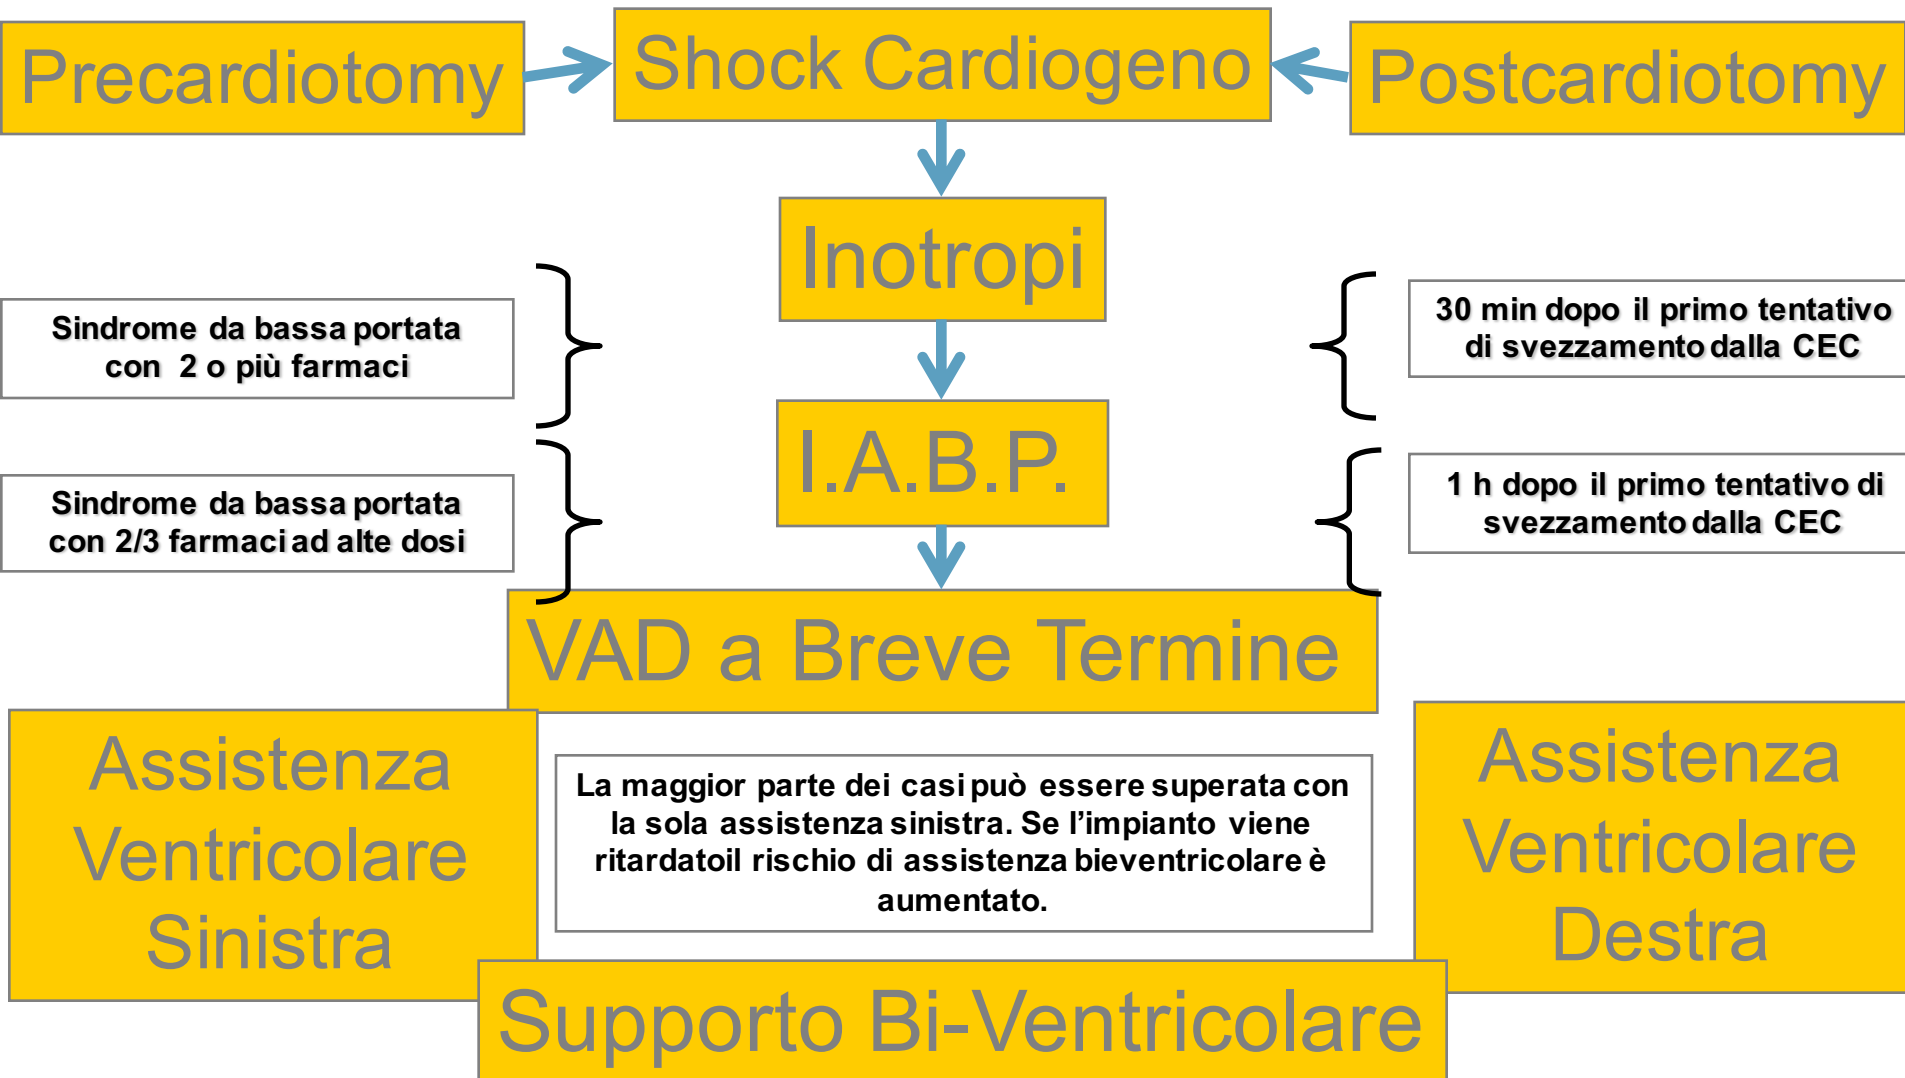 Precardiotomy
Shock Cardiogeno
Postcardiotomy
Inotropi
Sindrome da bassa portata
con 2 o più farmaci
30 min dopo il primo tentativo
di svezzamento dalla CEC
I.A.B.P.
Sindrome da bassa portata
con 2/3 farmaci ad alte dosi
1 h dopo il primo tentativo di
svezzamento dalla CEC
VAD a Breve Termine
Assistenza
Ventricolare
Sinistra
La maggior parte dei casi può essere superata con
la sola assistenza sinistra. Se l’impianto viene
ritardatoil rischio di assistenza bieventricolare è
aumentato.
Assistenza
Ventricolare
Destra
Supporto Bi-Ventricolare